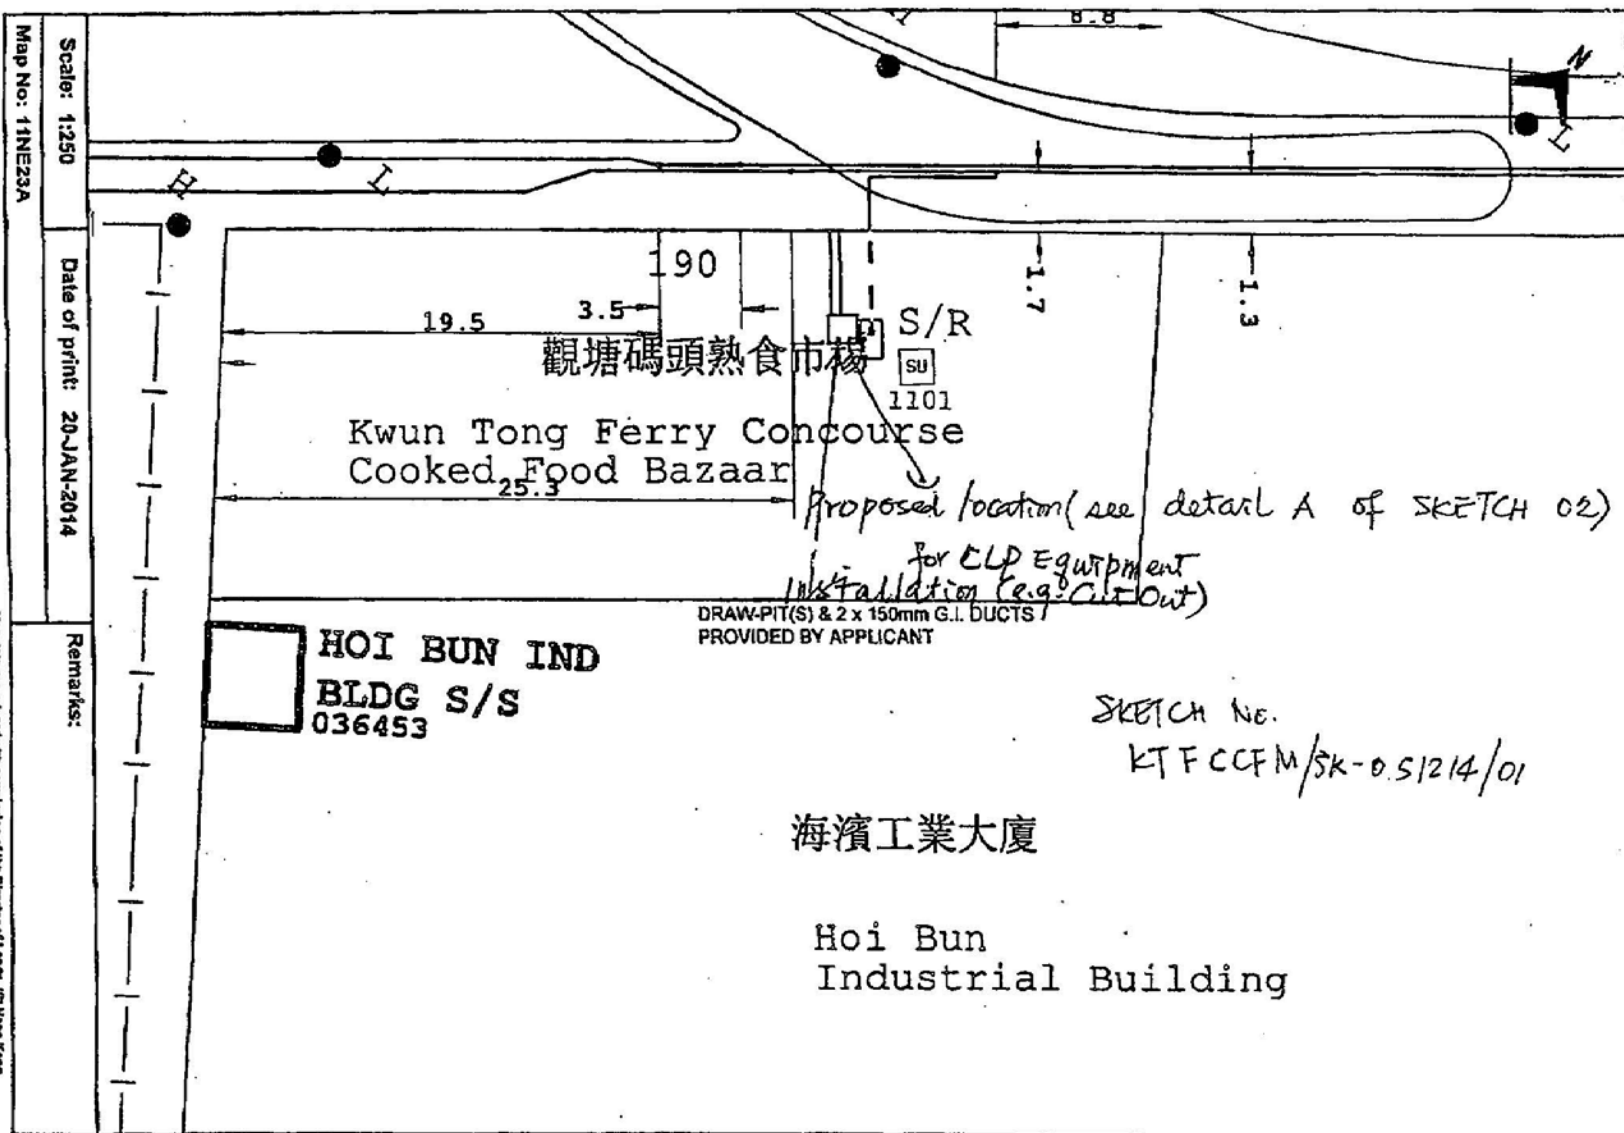 Map No: 11NE23A
Scale: 1:250
Date of print: 20-JAN-2014
Remarks:
8.8
N
L
L
H
190
3.5
19.5
1.7
1.3
S/R
SU
1101
觀塘碼頭熟食市場
Kwun Tong Ferry Concourse
Cooked Food Bazaar
25.3
Proposed location (see detail A of SKETCH 02)
for CLP Equipment
Installation (e.g. Cut Out)
DRAW-PIT(S) & 2 x 150mm G.I. DUCTS
PROVIDED BY APPLICANT
HOI BUN IND
BLDG S/S
036453
SKETCH No.
KTFCCFM/SK-051214/01
海濱工業大廈
Hoi Bun
Industrial Building